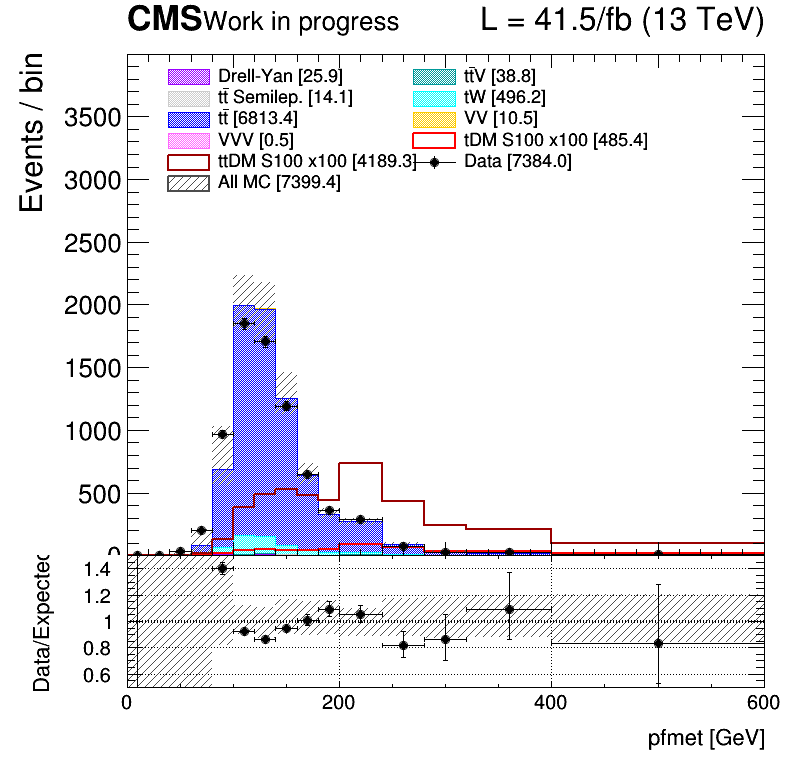 CMS Work in progress L = 41.5/fb (13 TeV)
Events / bin
3500
3000
2500
2000
1500
1000
500
0
Drell-Yan [25.9] tt̄V [38.8]
tt̄ Semilep. [14.1] tW [496.2]
tt̄ [6813.4] VV [10.5]
VVV [0.5] tDM S100 x100 [485.4]
ttDM S100 x100 [4189.3] Data [7384.0]
All MC [7399.4]
Data/Expected
1.4
1.2
1
0.8
0.6
0 200 400 600
pfmet [GeV]